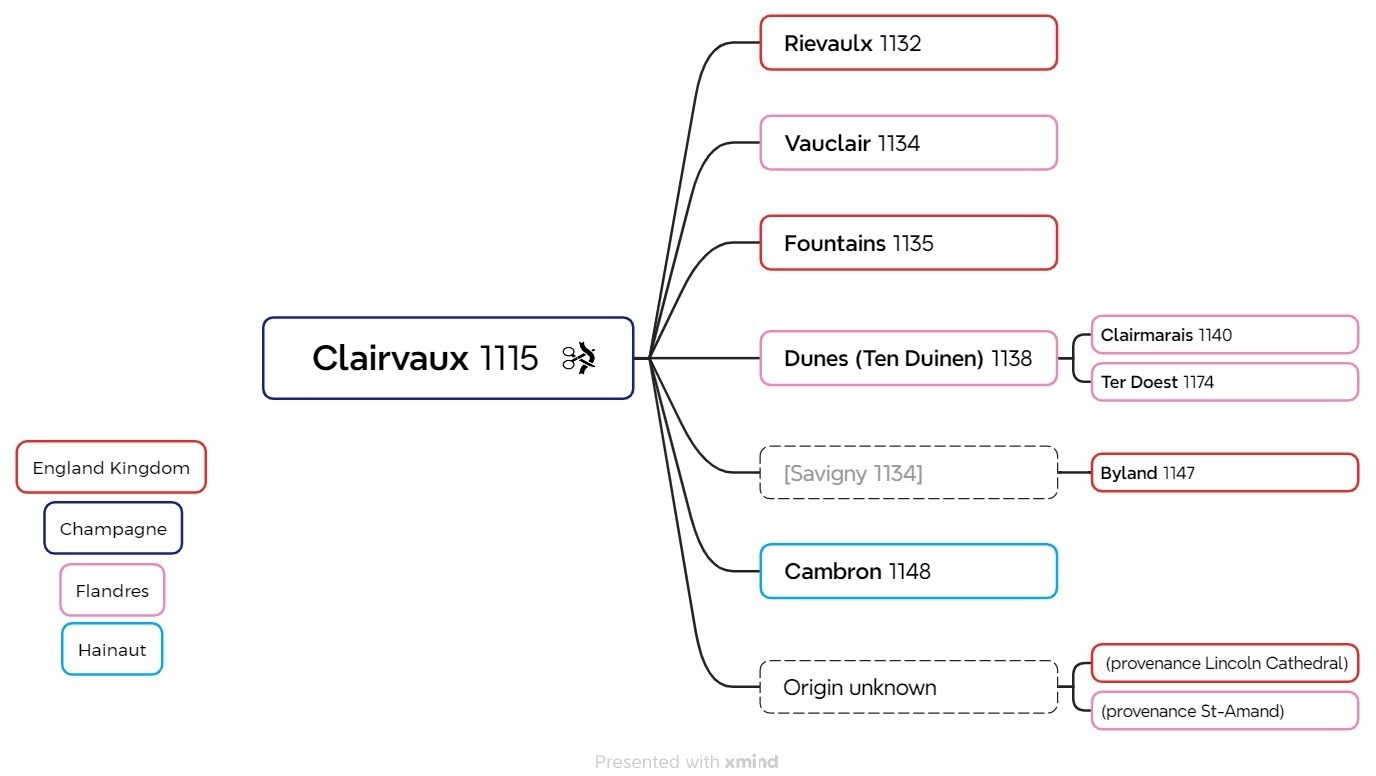 Rievaulx 1132
Vauclair 1134
Fountains 1135
Clairvaux 1115
Dunes (Ten Duinen) 1138
Clairmarais 1140
Ter Doest 1174
[Savigny 1134]
Byland 1147
Cambron 1148
Origin unknown
(provenance Lincoln Cathedral)
(provenance St-Amand)
England Kingdom
Champagne
Flandres
Hainaut
Presented with xmind